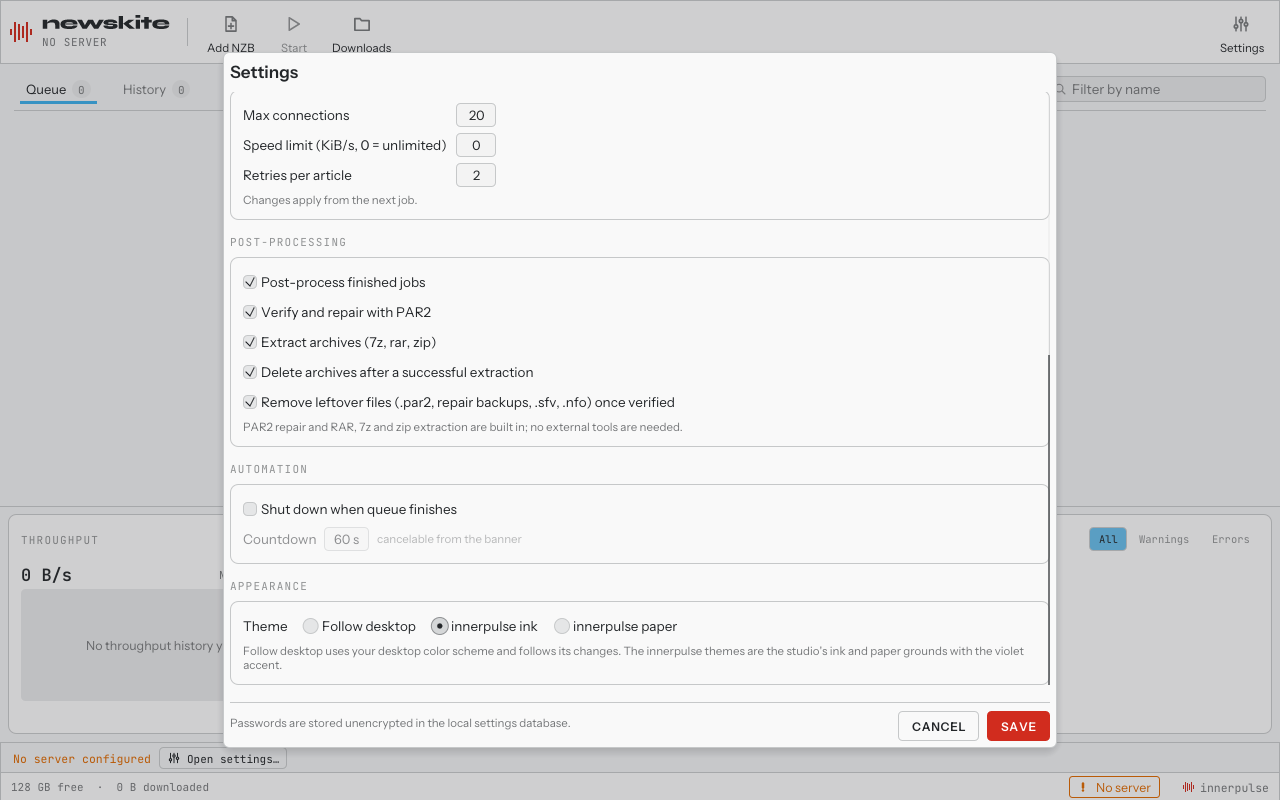 newskite
NO SERVER
Add NZB
Start
Downloads
Settings
Queue 0
History 0
Filter by name
Settings
Max connections 20
Speed limit (KiB/s, 0 = unlimited) 0
Retries per article 2
Changes apply from the next job.
POST-PROCESSING
Post-process finished jobs
Verify and repair with PAR2
Extract archives (7z, rar, zip)
Delete archives after a successful extraction
Remove leftover files (.par2, repair backups, .sfv, .nfo) once verified
PAR2 repair and RAR, 7z and zip extraction are built in; no external tools are needed.
AUTOMATION
Shut down when queue finishes
Countdown 60 s cancelable from the banner
APPEARANCE
Theme Follow desktop innerpulse ink innerpulse paper
Follow desktop uses your desktop color scheme and follows its changes. The innerpulse themes are the studio's ink and paper grounds with the violet
accent.
Passwords are stored unencrypted in the local settings database.
CANCEL
SAVE
THROUGHPUT
0 B/s
No throughput history
All
Warnings
Errors
No server configured
Open settings…
128 GB free · 0 B downloaded
! No server
innerpulse